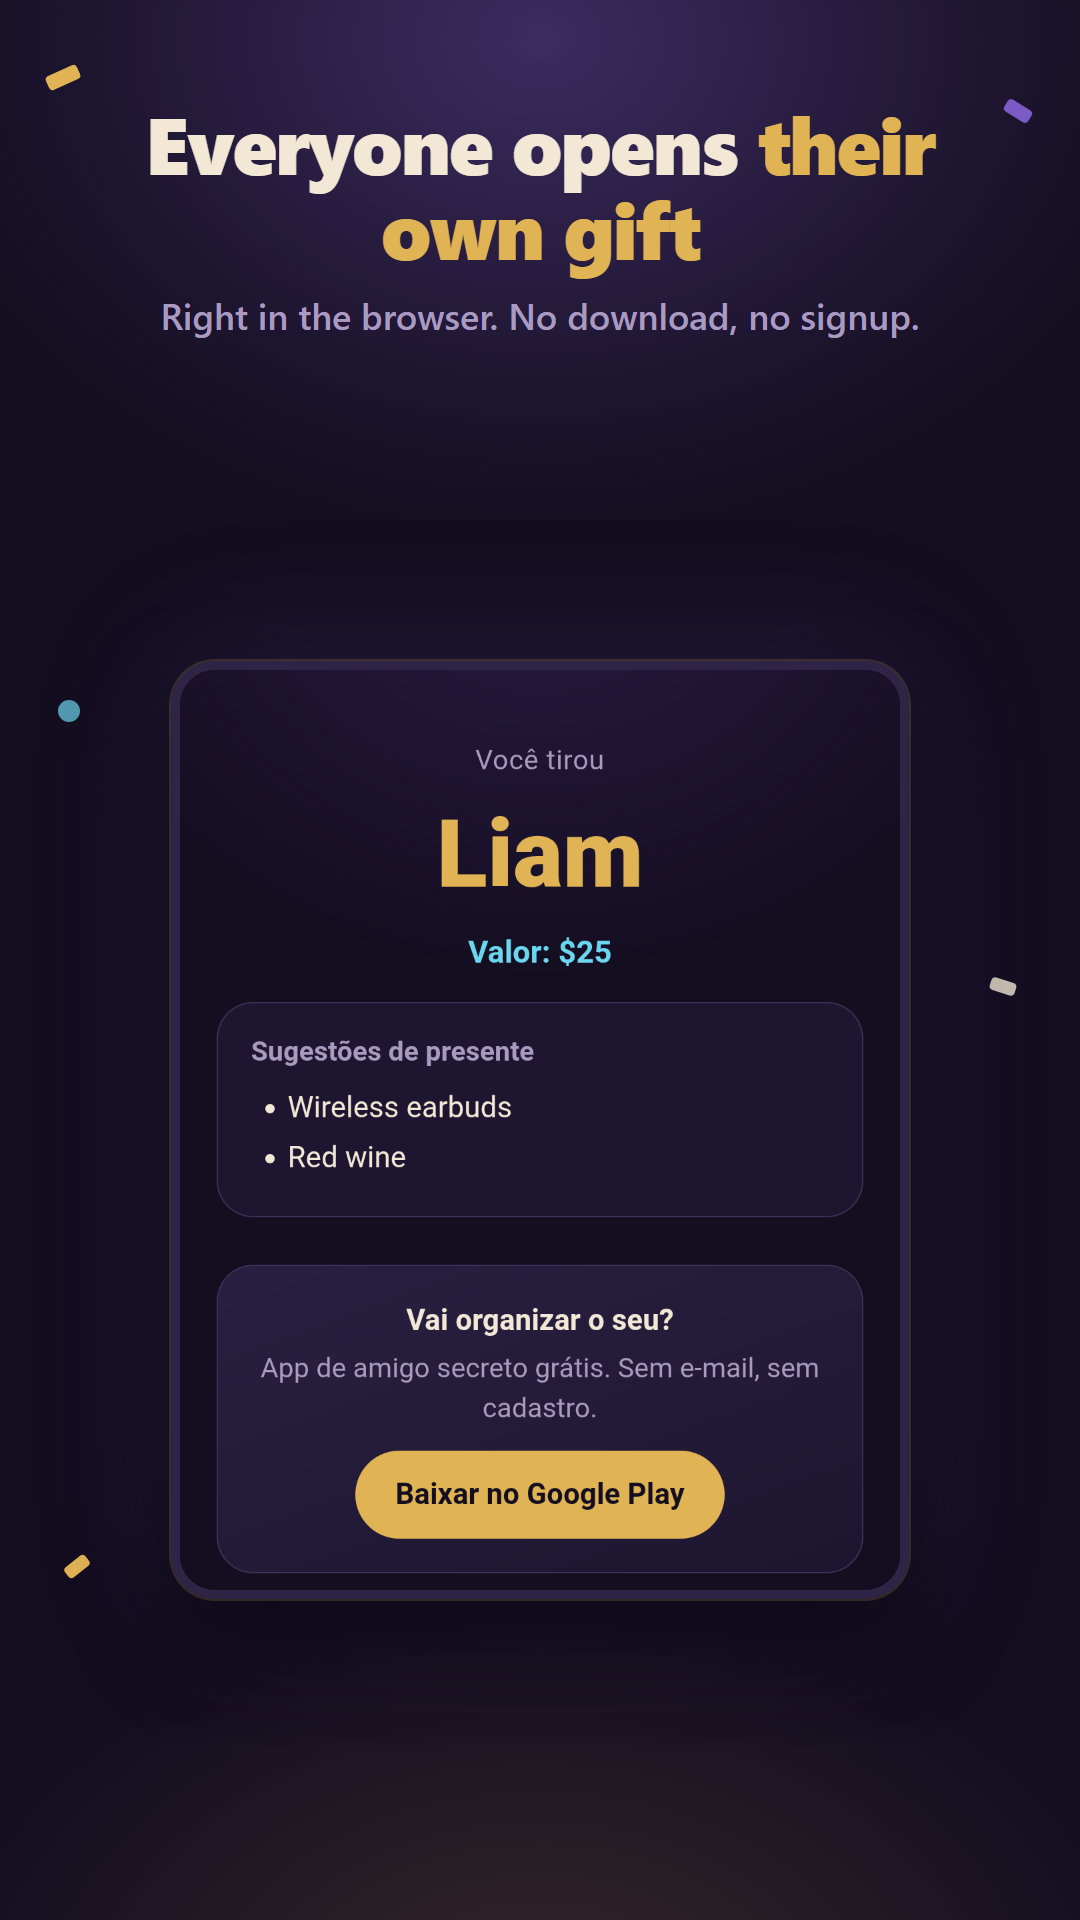 Everyone opens their
own gift
Right in the browser. No download, no signup.
Você tirou
Liam
Valor: $25
Sugestões de presente
• Wireless earbuds
• Red wine
Vai organizar o seu?
App de amigo secreto grátis. Sem e-mail, sem
cadastro.
Baixar no Google Play